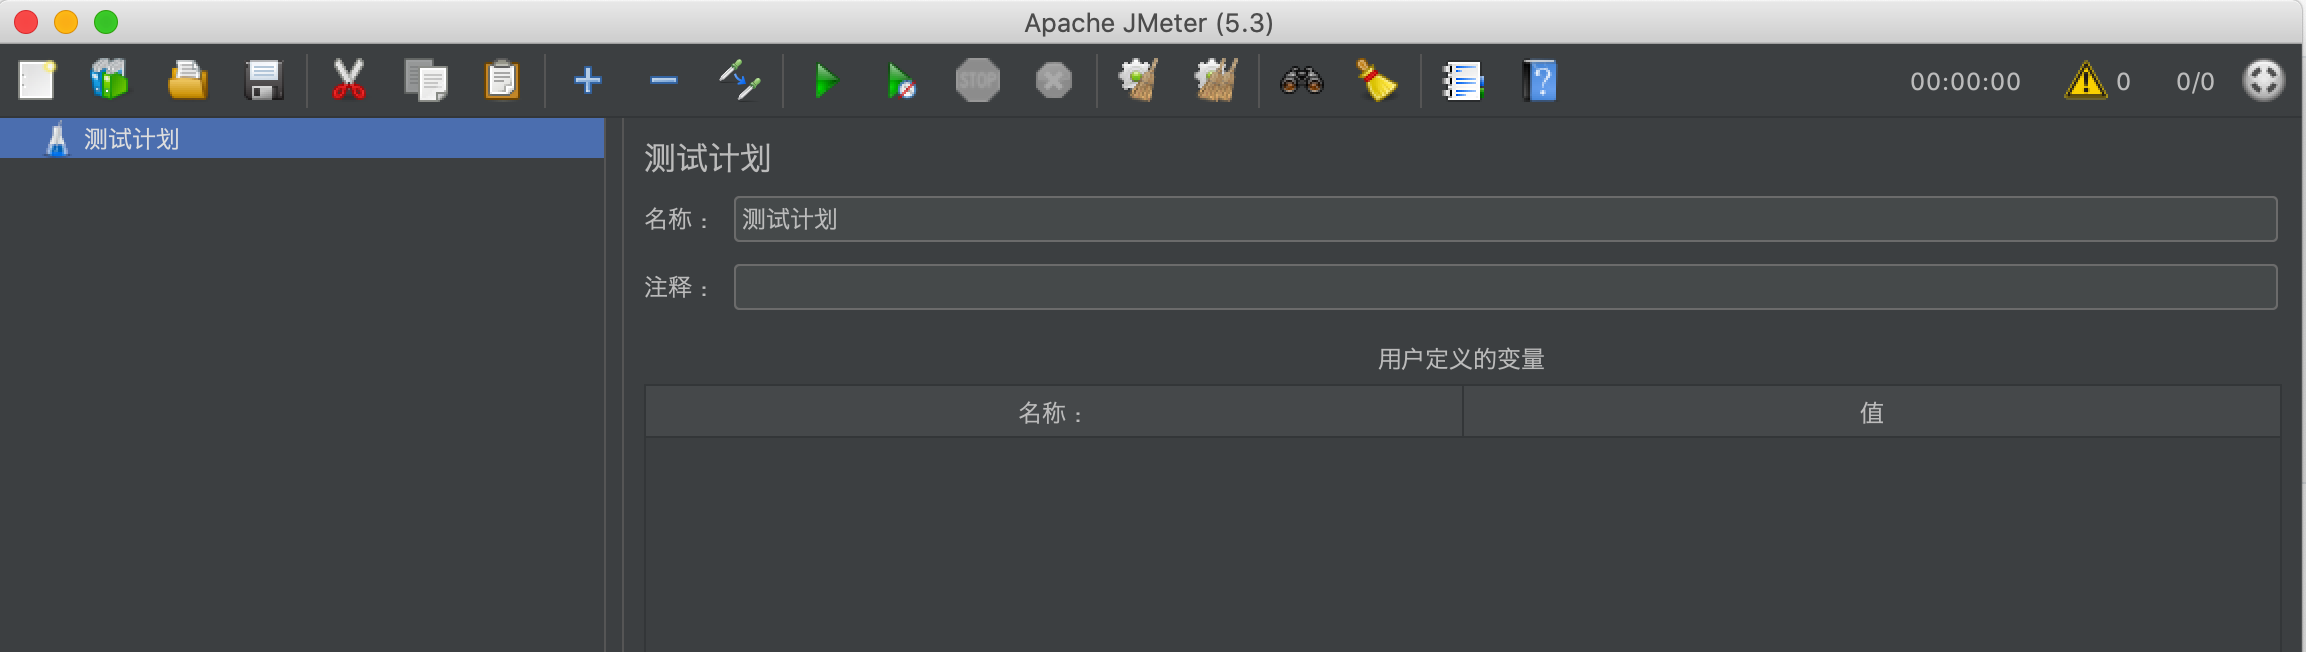 Apache JMeter (5.3)
STOP
?
00:00:00
!
0
0/0
测试计划
测试计划
名称：
测试计划
注释：
用户定义的变量
名称：
值